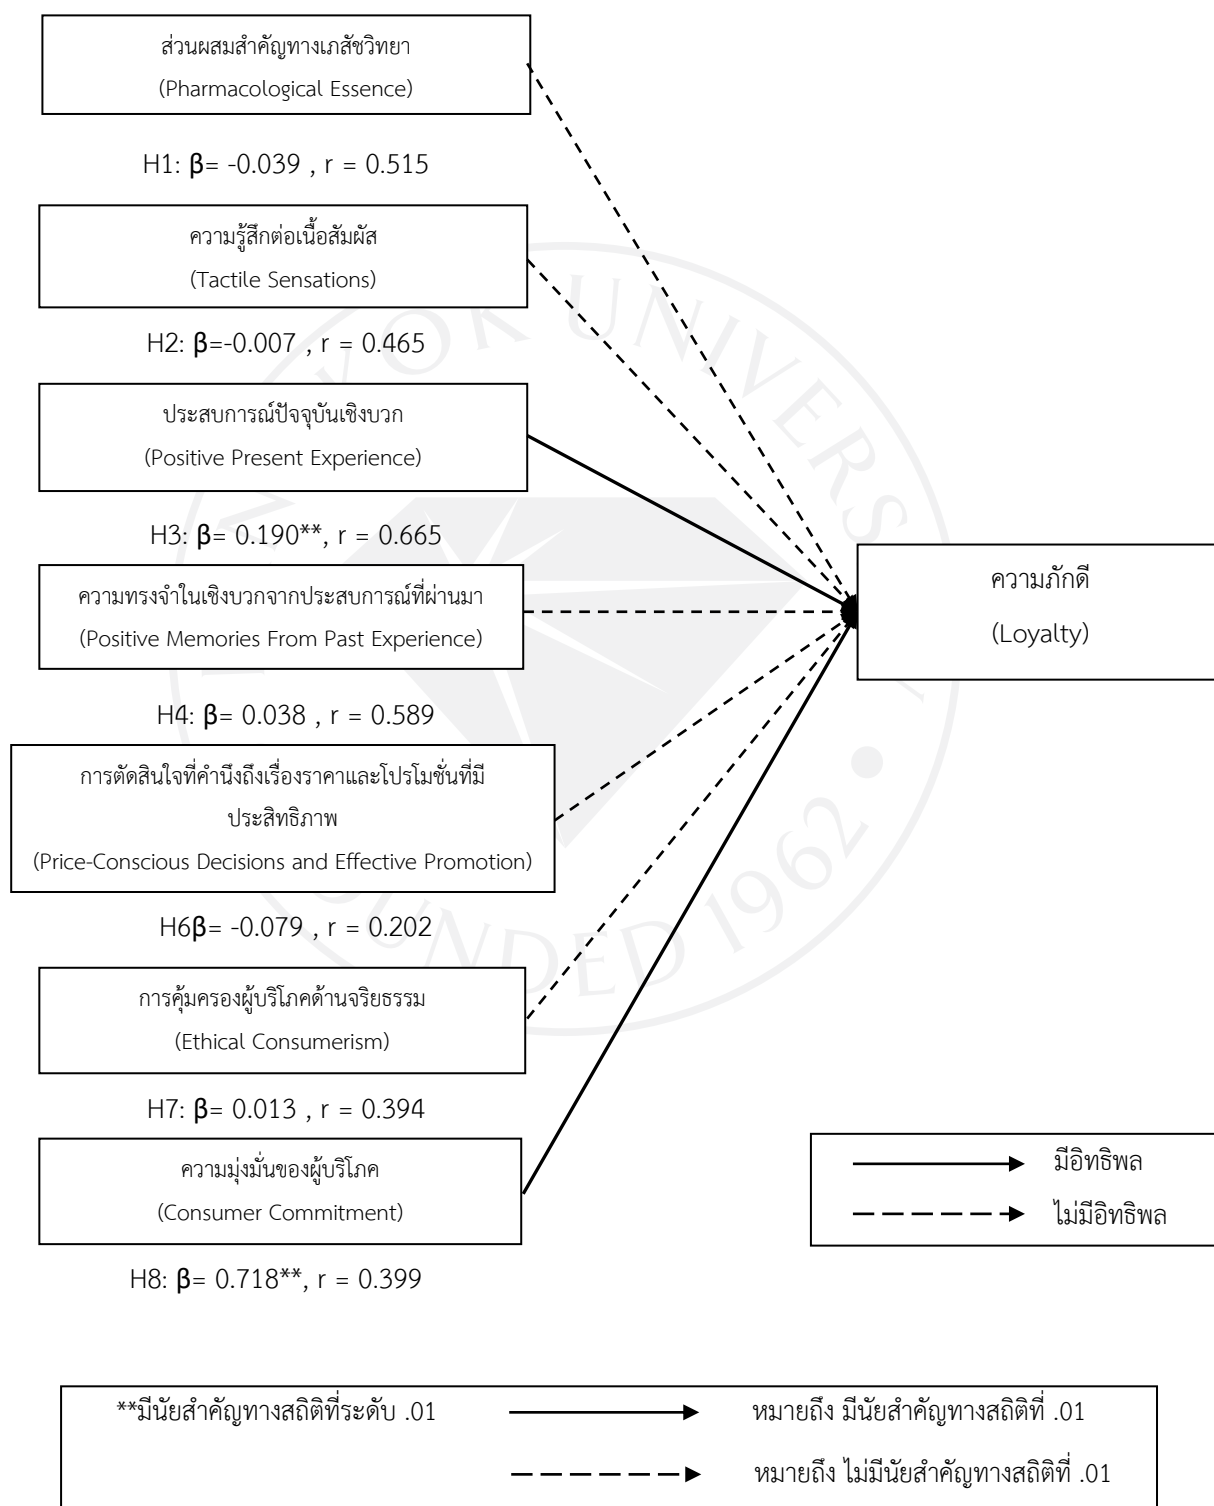 ส่วนผสมสำคัญทางเภสัชวิทยา
(Pharmacological Essence)
H1: β= -0.039 , r = 0.515
ความรู้สึกต่อเนื้อสัมผัส
(Tactile Sensations)
H2: β=-0.007 , r = 0.465
ประสบการณ์ปัจจุบันเชิงบวก
(Positive Present Experience)
H3: β= 0.190**, r = 0.665
ความทรงจำในเชิงบวกจากประสบการณ์ที่ผ่านมา
(Positive Memories From Past Experience)
H4: β= 0.038 , r = 0.589
การตัดสินใจที่คำนึงถึงเรื่องราคาและโปรโมชั่นที่มี
ประสิทธิภาพ
(Price-Conscious Decisions and Effective Promotion)
H6β= -0.079 , r = 0.202
การคุ้มครองผู้บริโภคด้านจริยธรรม
(Ethical Consumerism)
H7: β= 0.013 , r = 0.394
ความมุ่งมั่นของผู้บริโภค
(Consumer Commitment)
H8: β= 0.718**, r = 0.399
ความภักดี
(Loyalty)
มีอิทธิพล
ไม่มีอิทธิพล
**มีนัยสำคัญทางสถิติที่ระดับ .01 หมายถึง มีนัยสำคัญทางสถิติที่ .01
หมายถึง ไม่มีนัยสำคัญทางสถิติที่ .01
FOUNDED 1962